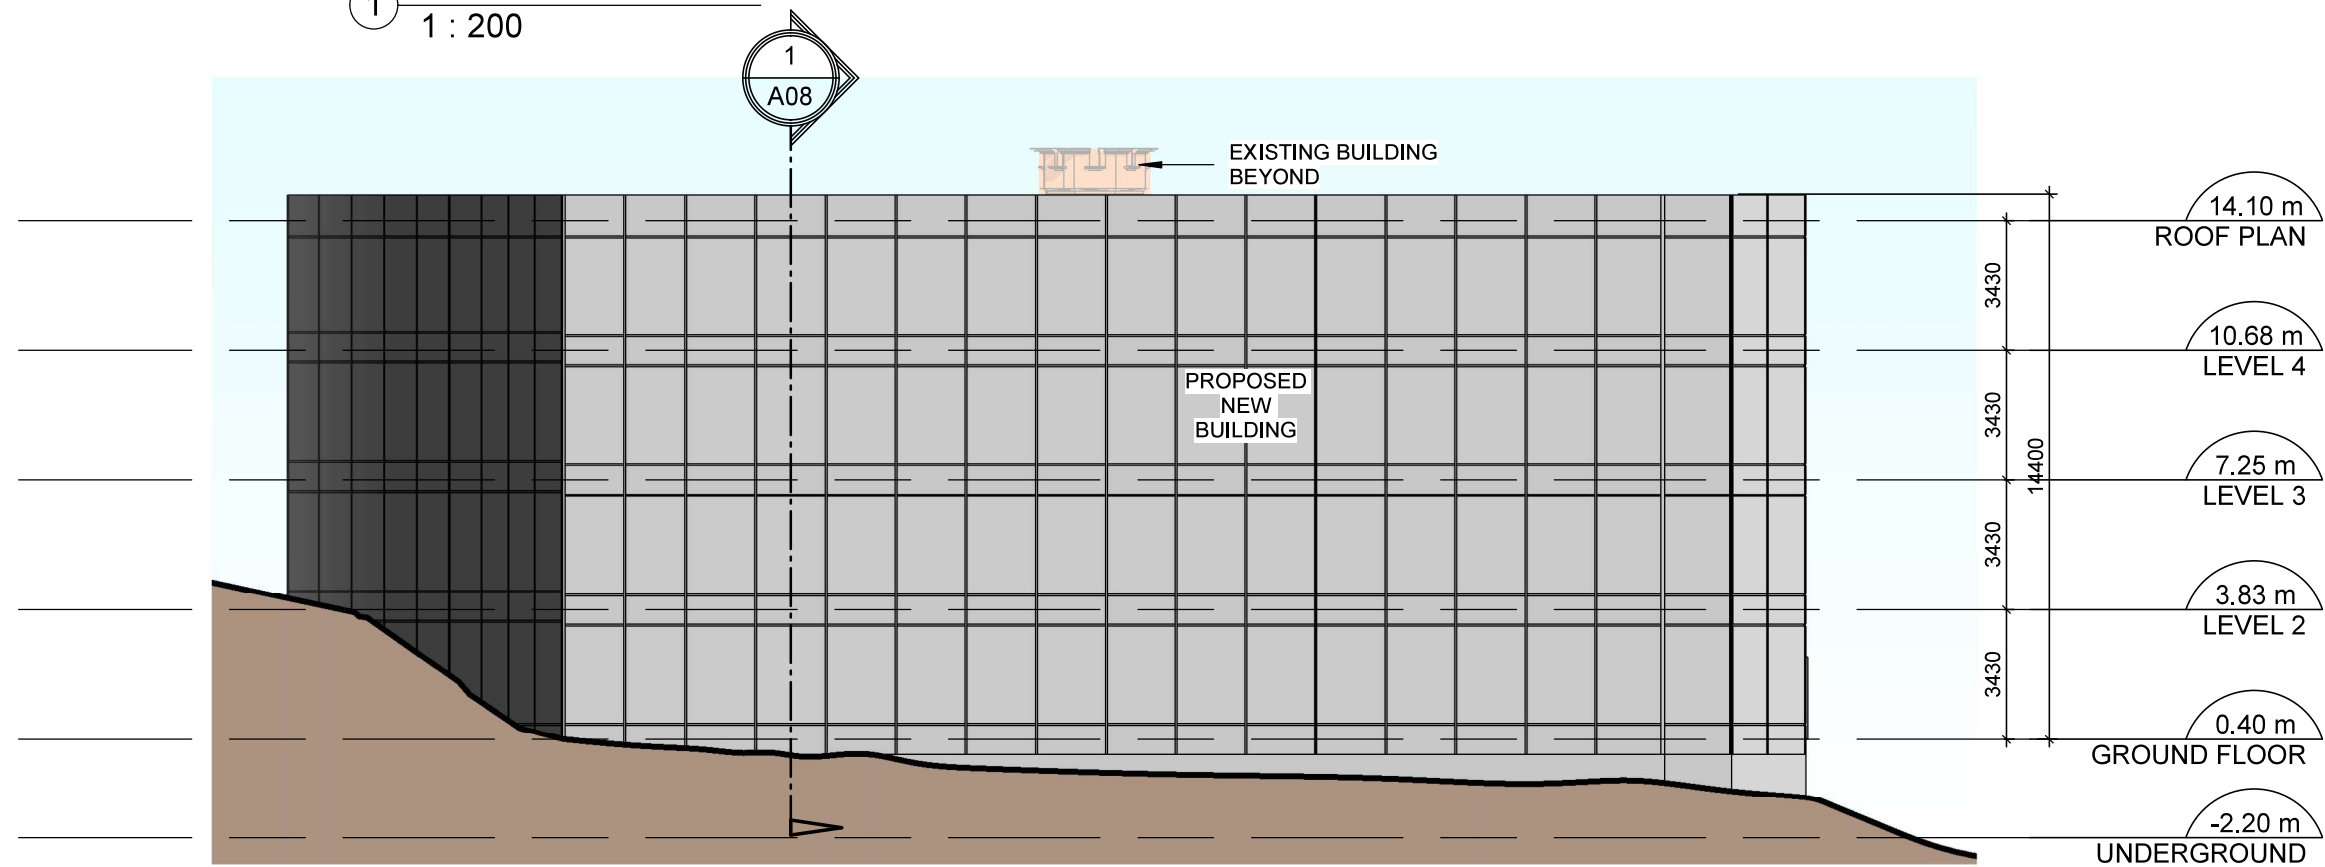 1
1 : 200
1
A08
EXISTING BUILDING
BEYOND
14.10 m
ROOF PLAN
3430
10.68 m
LEVEL 4
PROPOSED
NEW
BUILDING
3430
14400
7.25 m
LEVEL 3
3430
3.83 m
LEVEL 2
3430
0.40 m
GROUND FLOOR
-2.20 m
UNDERGROUND